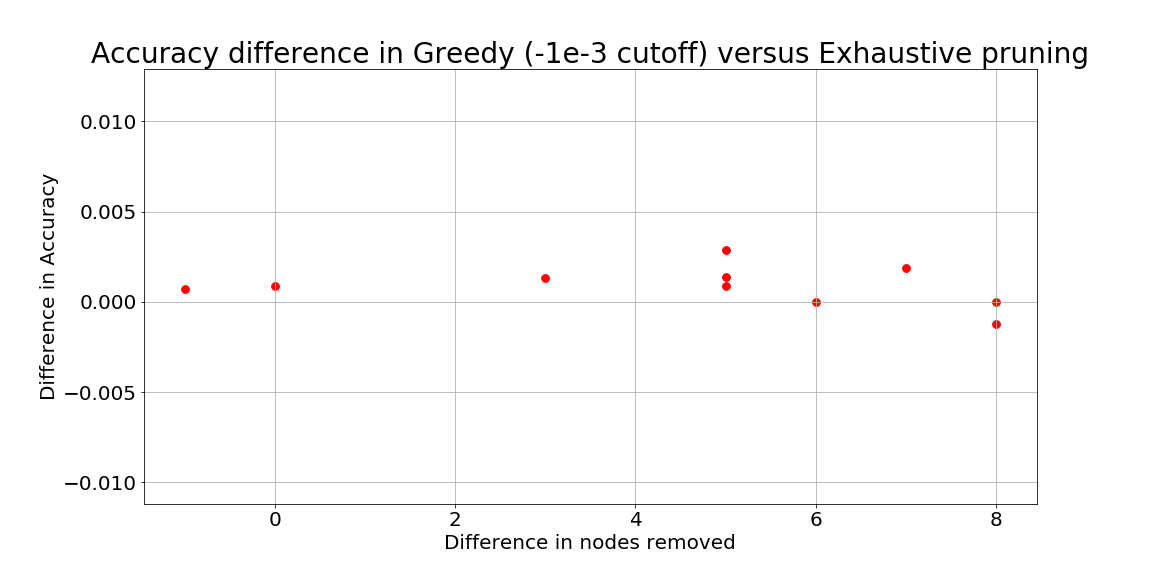 Accuracy difference in Greedy (-1e-3 cutoff) versus Exhaustive pruning
Difference in Accuracy
0.010
0.005
0.000
−0.005
−0.010
0 2 4 6 8
Difference in nodes removed